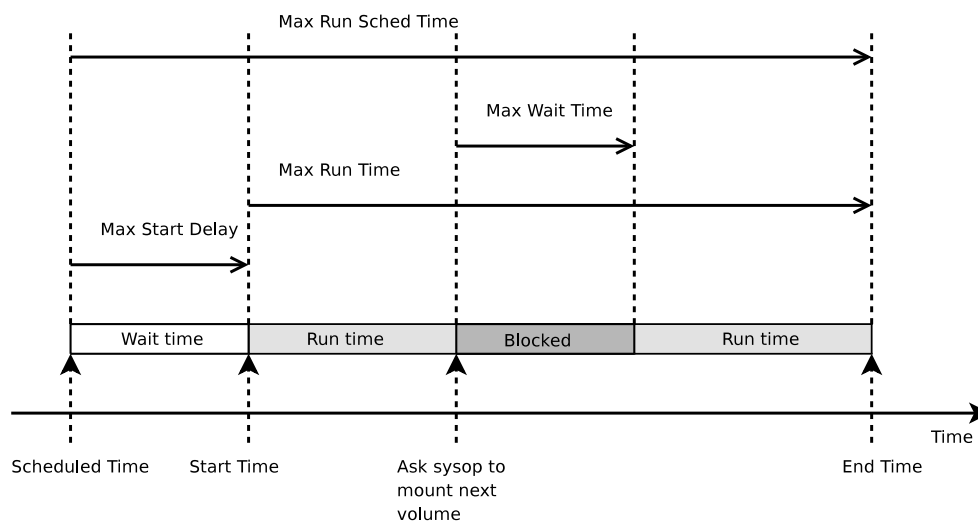 Max Run Sched Time
Max Wait Time
Max Run Time
Max Start Delay
Wait time
Run time
Blocked
Run time
Time
Scheduled Time
Start Time
Ask sysop to
mount next
volume
End Time